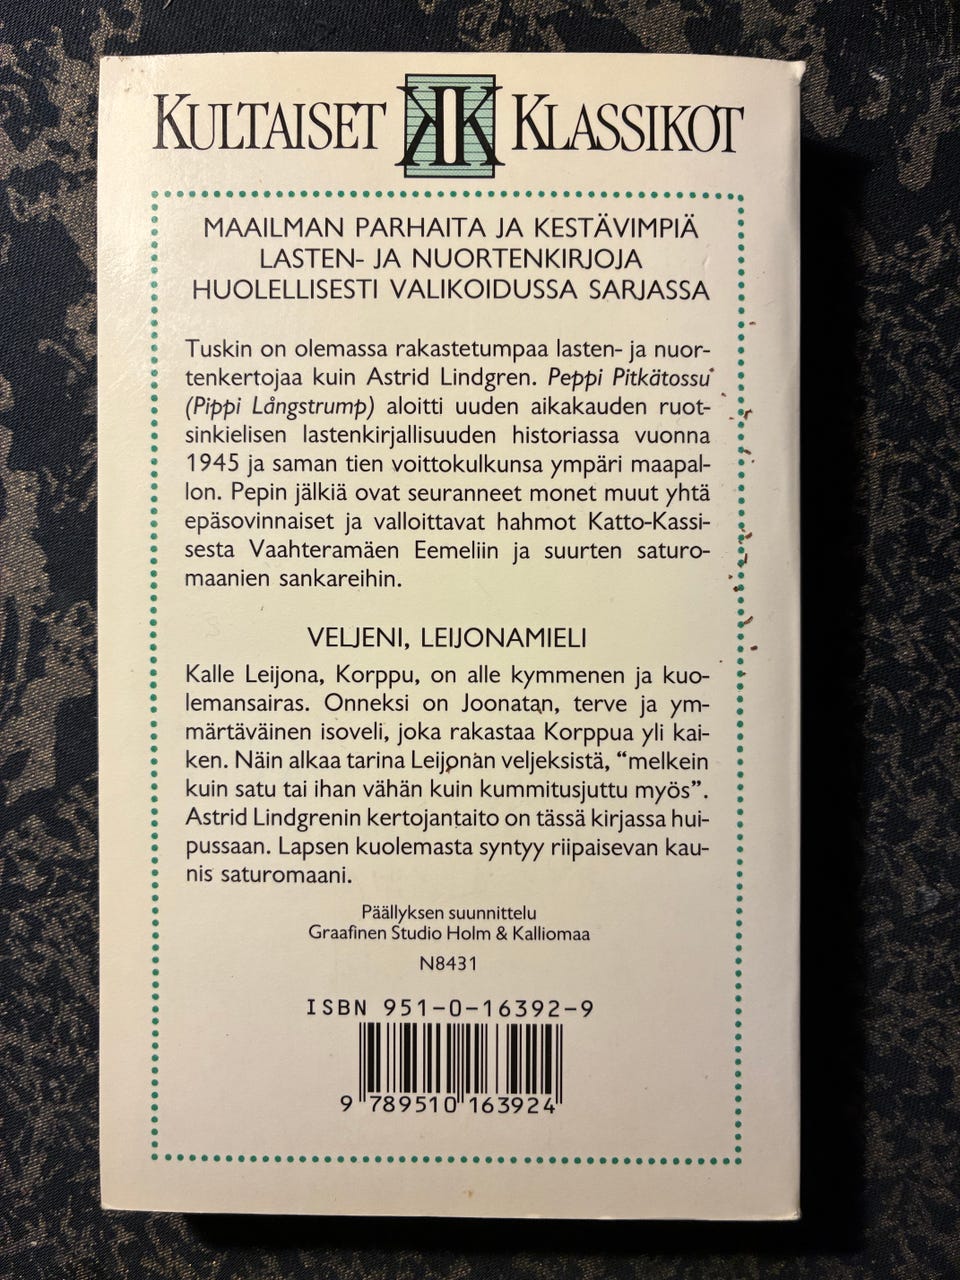 KULTAISET KK KLASSIKOT
MAAILMAN PARHAITA JA KESTÄVIMPIÄ
LASTEN- JA NUORTENKIRJOJA
HUOLELLISESTI VALIKOIDUSSA SARJASSA
Tuskin on olemassa rakastetumpaa lasten- ja nuor-
tenkertojaa kuin Astrid Lindgren. Peppi Pitkätossu
(Pippi Långstrump) aloitti uuden aikakauden ruot-
sinkielisen lastenkirjallisuuden historiassa vuonna
1945 ja saman tien voittokulkunsa ympäri maapal-
lon. Pepin jälkiä ovat seuranneet monet muut yhtä
epäsovinnaiset ja valloittavat hahmot Katto-Kassi-
sesta Vaahteramäen Eemeliin ja suurten saturo-
maanien sankareihin.
VELJENI, LEIJONAMIELI
Kalle Leijona, Korppu, on alle kymmenen ja kuo-
lemansairas. Onneksi on Joonatan, terve ja ym-
märtäväinen isoveli, joka rakastaa Korppua yli kai-
ken. Näin alkaa tarina Leijonan veljeksistä, “melkein
kuin satu tai ihan vähän kuin kummitusjuttu myös”.
Astrid Lindgrenin kertojantaito on tässä kirjassa hui-
pussaan. Lapsen kuolemasta syntyy riipaisevan kau-
nis saturomaani.
Päällyksen suunnittelu
Graafinen Studio Holm & Kalliomaa
N8431
ISBN 951-0-16392-9
9 789510 163924